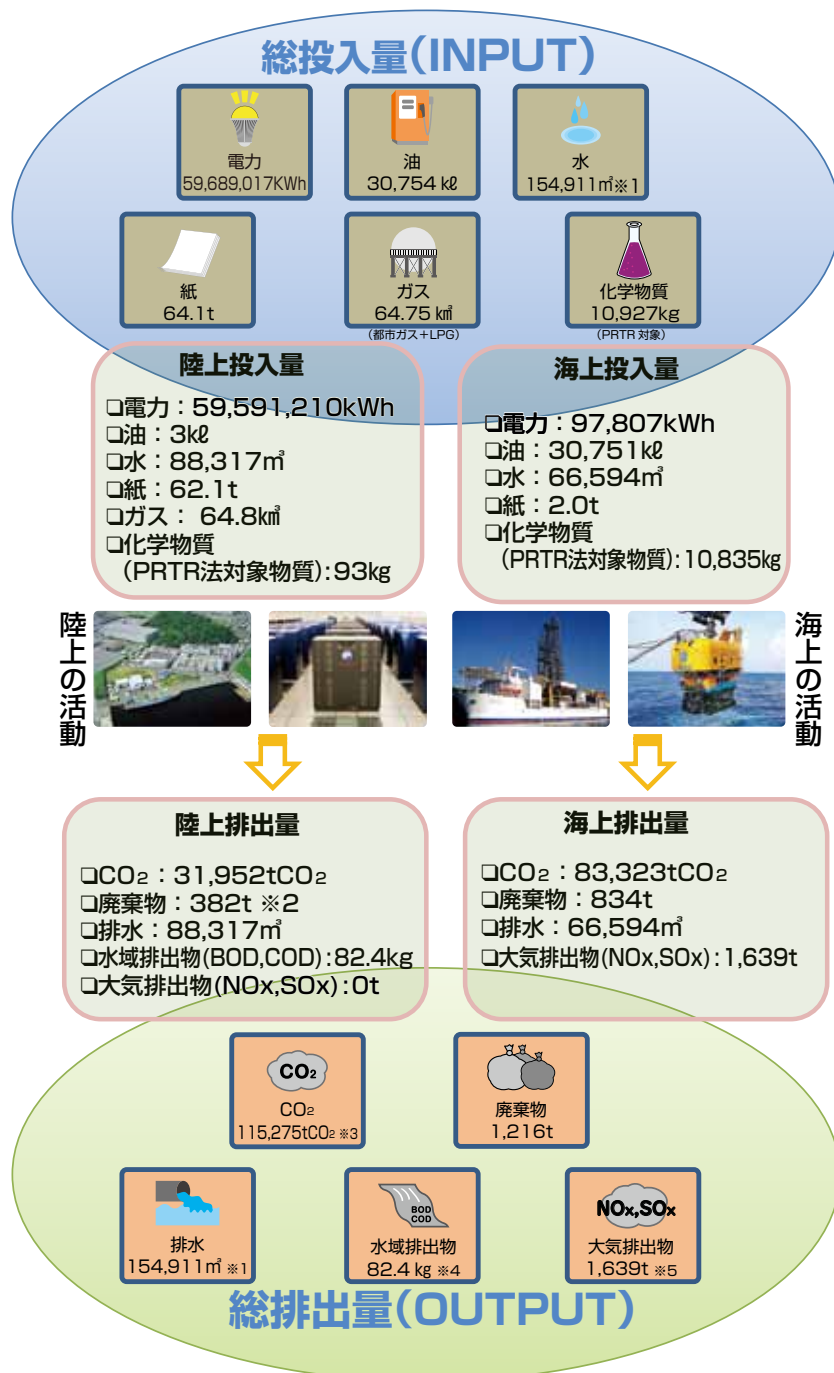 総投入量(INPUT)
電力
59,689,017KWh
油
30,754 kℓ
水
154,911㎥※1
紙
64.1t
ガス
64.75 k㎥
(都市ガス+LPG)
化学物質
10,927kg
(PRTR 対象)
陸上投入量
❏電力：59,591,210kWh
❏油：3kℓ
❏水：88,317㎥
❏紙：62.1t
❏ガス： 64.8k㎥
❏化学物質
(PRTR法対象物質)：93kg
海上投入量
❏電力：97,807kWh
❏油：30,751kℓ
❏水：66,594㎥
❏紙：2.0t
❏化学物質
(PRTR法対象物質)：10,835kg
陸上の活動
海上の活動
陸上排出量
❏CO₂：31,952tCO₂
❏廃棄物：382t ※2
❏排水：88,317㎥
❏水域排出物(BOD,COD)：82.4kg
❏大気排出物(NOx,SOx)：0t
海上排出量
❏CO₂：83,323tCO₂
❏廃棄物：834t
❏排水：66,594㎥
❏大気排出物(NOx,SOx)：1,639t
CO₂
CO₂
115,275tCO₂ ※3
廃棄物
1,216t
排水
154,911㎥ ※1
BOD
COD
水域排出物
82.4 kg ※4
NOx,SOx
大気排出物
1,639t ※5
総排出量(OUTPUT)